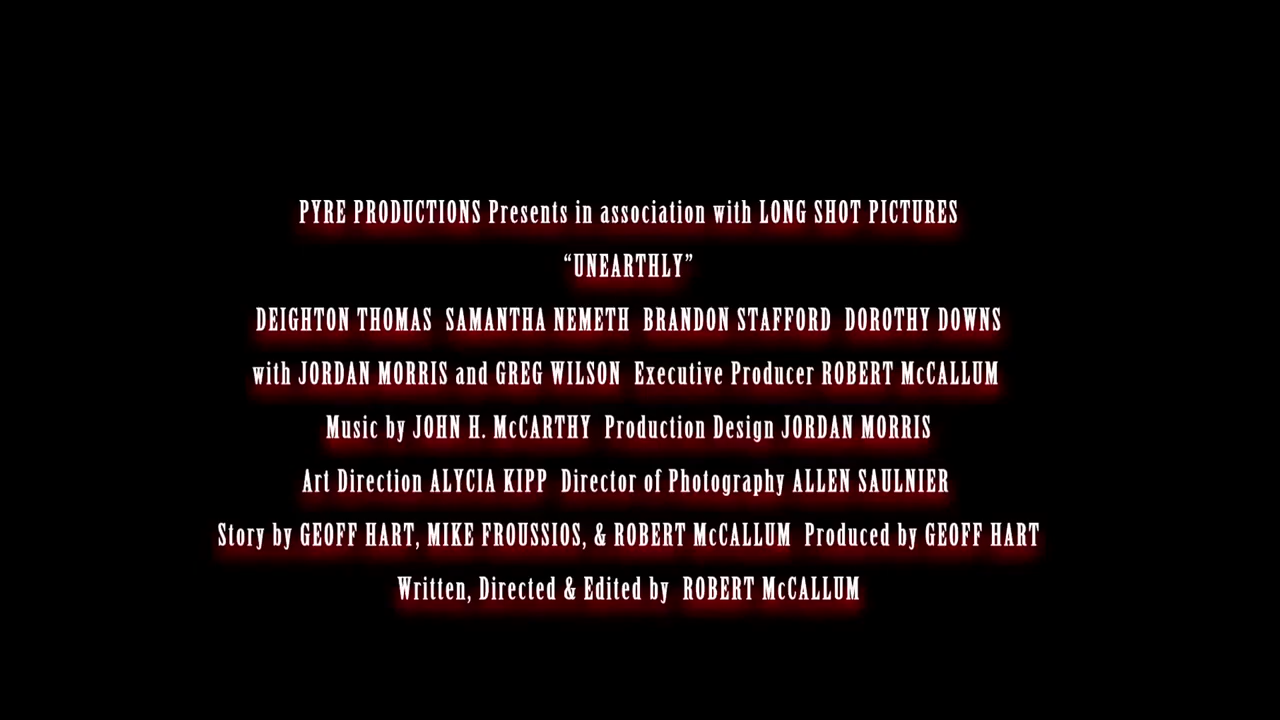 PYRE PRODUCTIONS Presents in association with LONG SHOT PICTURES
“UNEARTHLY”
DEIGHTON THOMAS SAMANTHA NEMETH BRANDON STAFFORD DOROTHY DOWNS
with JORDAN MORRIS and GREG WILSON Executive Producer ROBERT McCALLUM
Music by JOHN H. McCARTHY Production Design JORDAN MORRIS
Art Direction ALYCIA KIPP Director of Photography ALLEN SAULNIER
Story by GEOFF HART, MIKE FROUSSIOS, & ROBERT McCALLUM Produced by GEOFF HART
Written, Directed & Edited by ROBERT McCALLUM